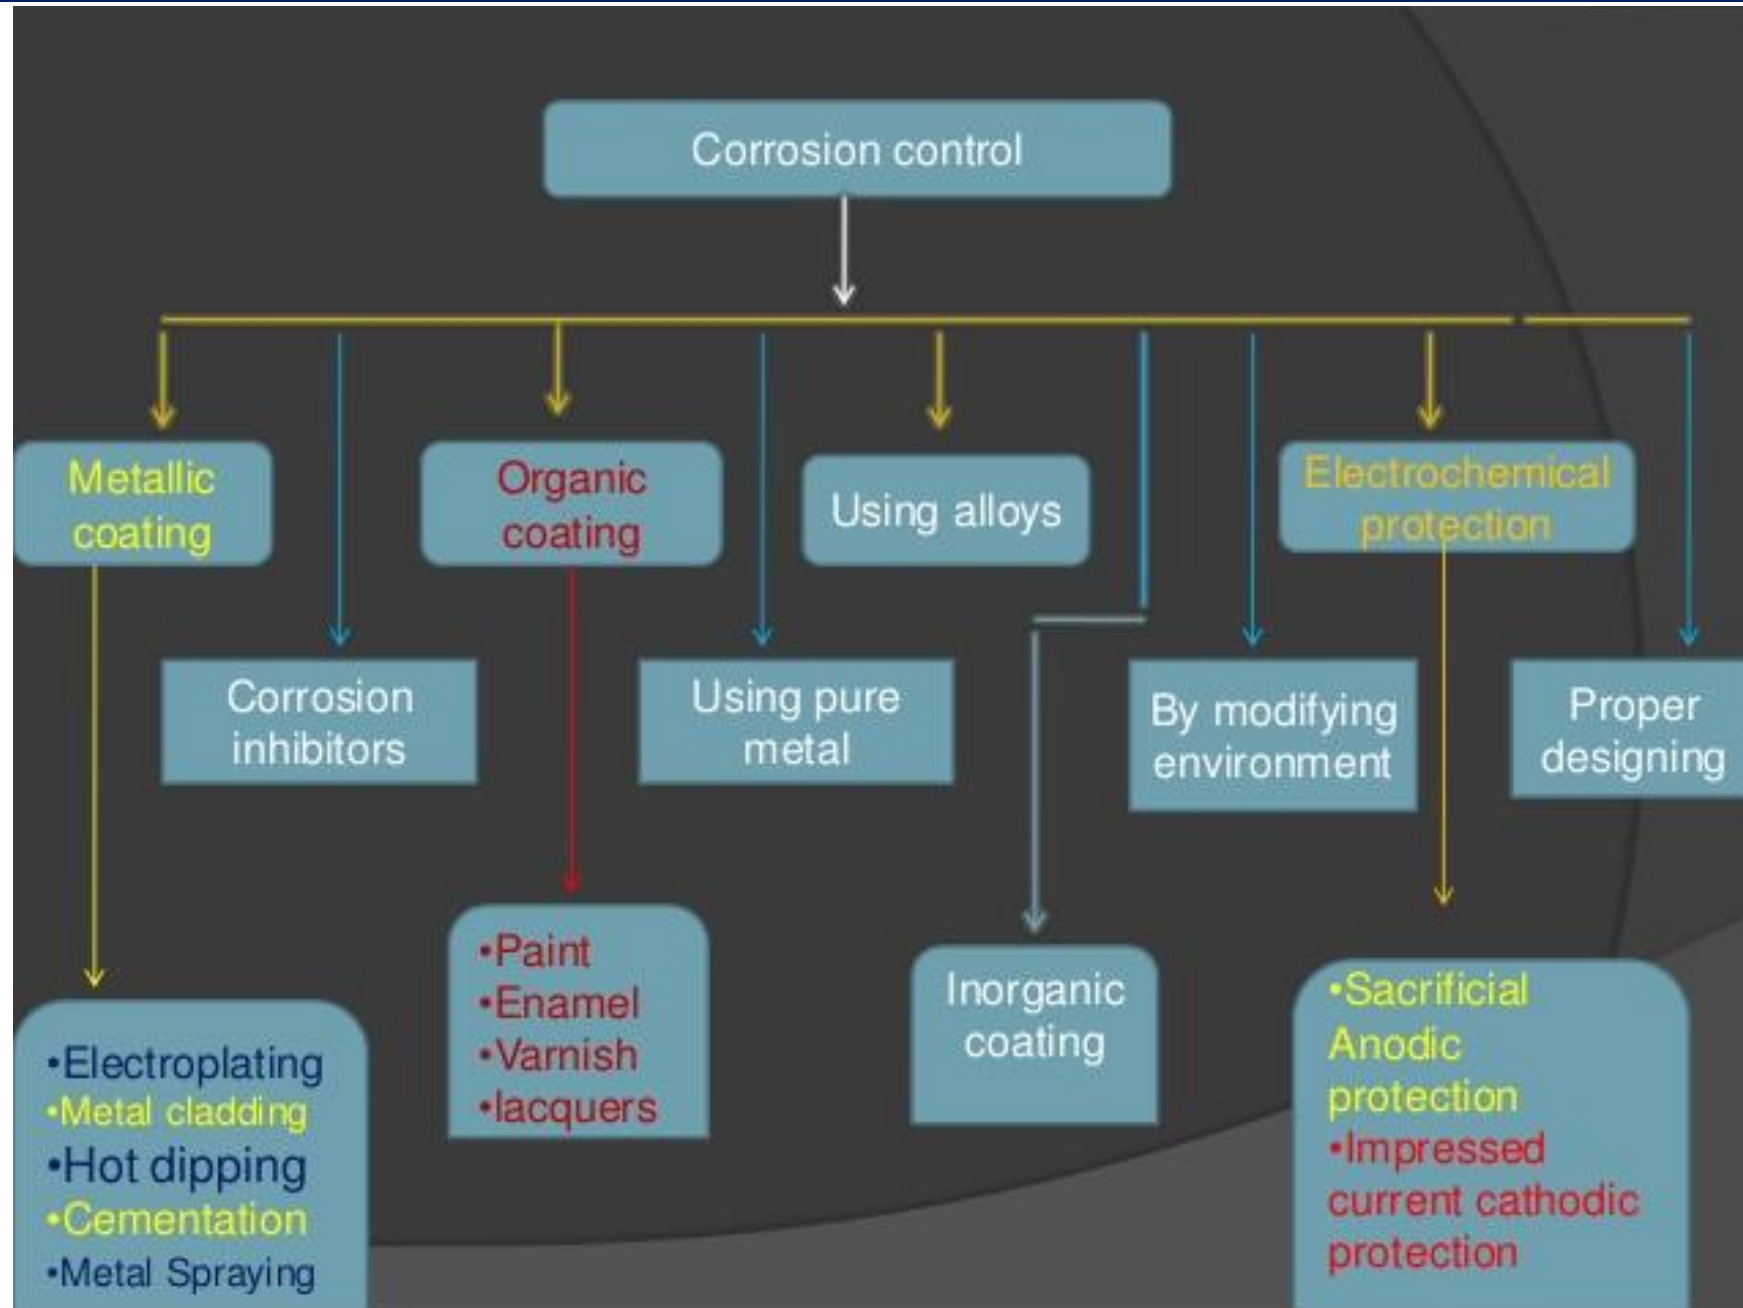 Corrosion control
Metallic
coating
Organic
coating
Using alloys
Electrochemical
protection
Corrosion
inhibitors
Using pure
metal
By modifying
environment
Proper
designing
•Electroplating
•Metal cladding
•Hot dipping
•Cementation
•Metal Spraying
•Paint
•Enamel
•Varnish
•lacquers
Inorganic
coating
•Sacrificial
Anodic
protection
•Impressed
current cathodic
protection